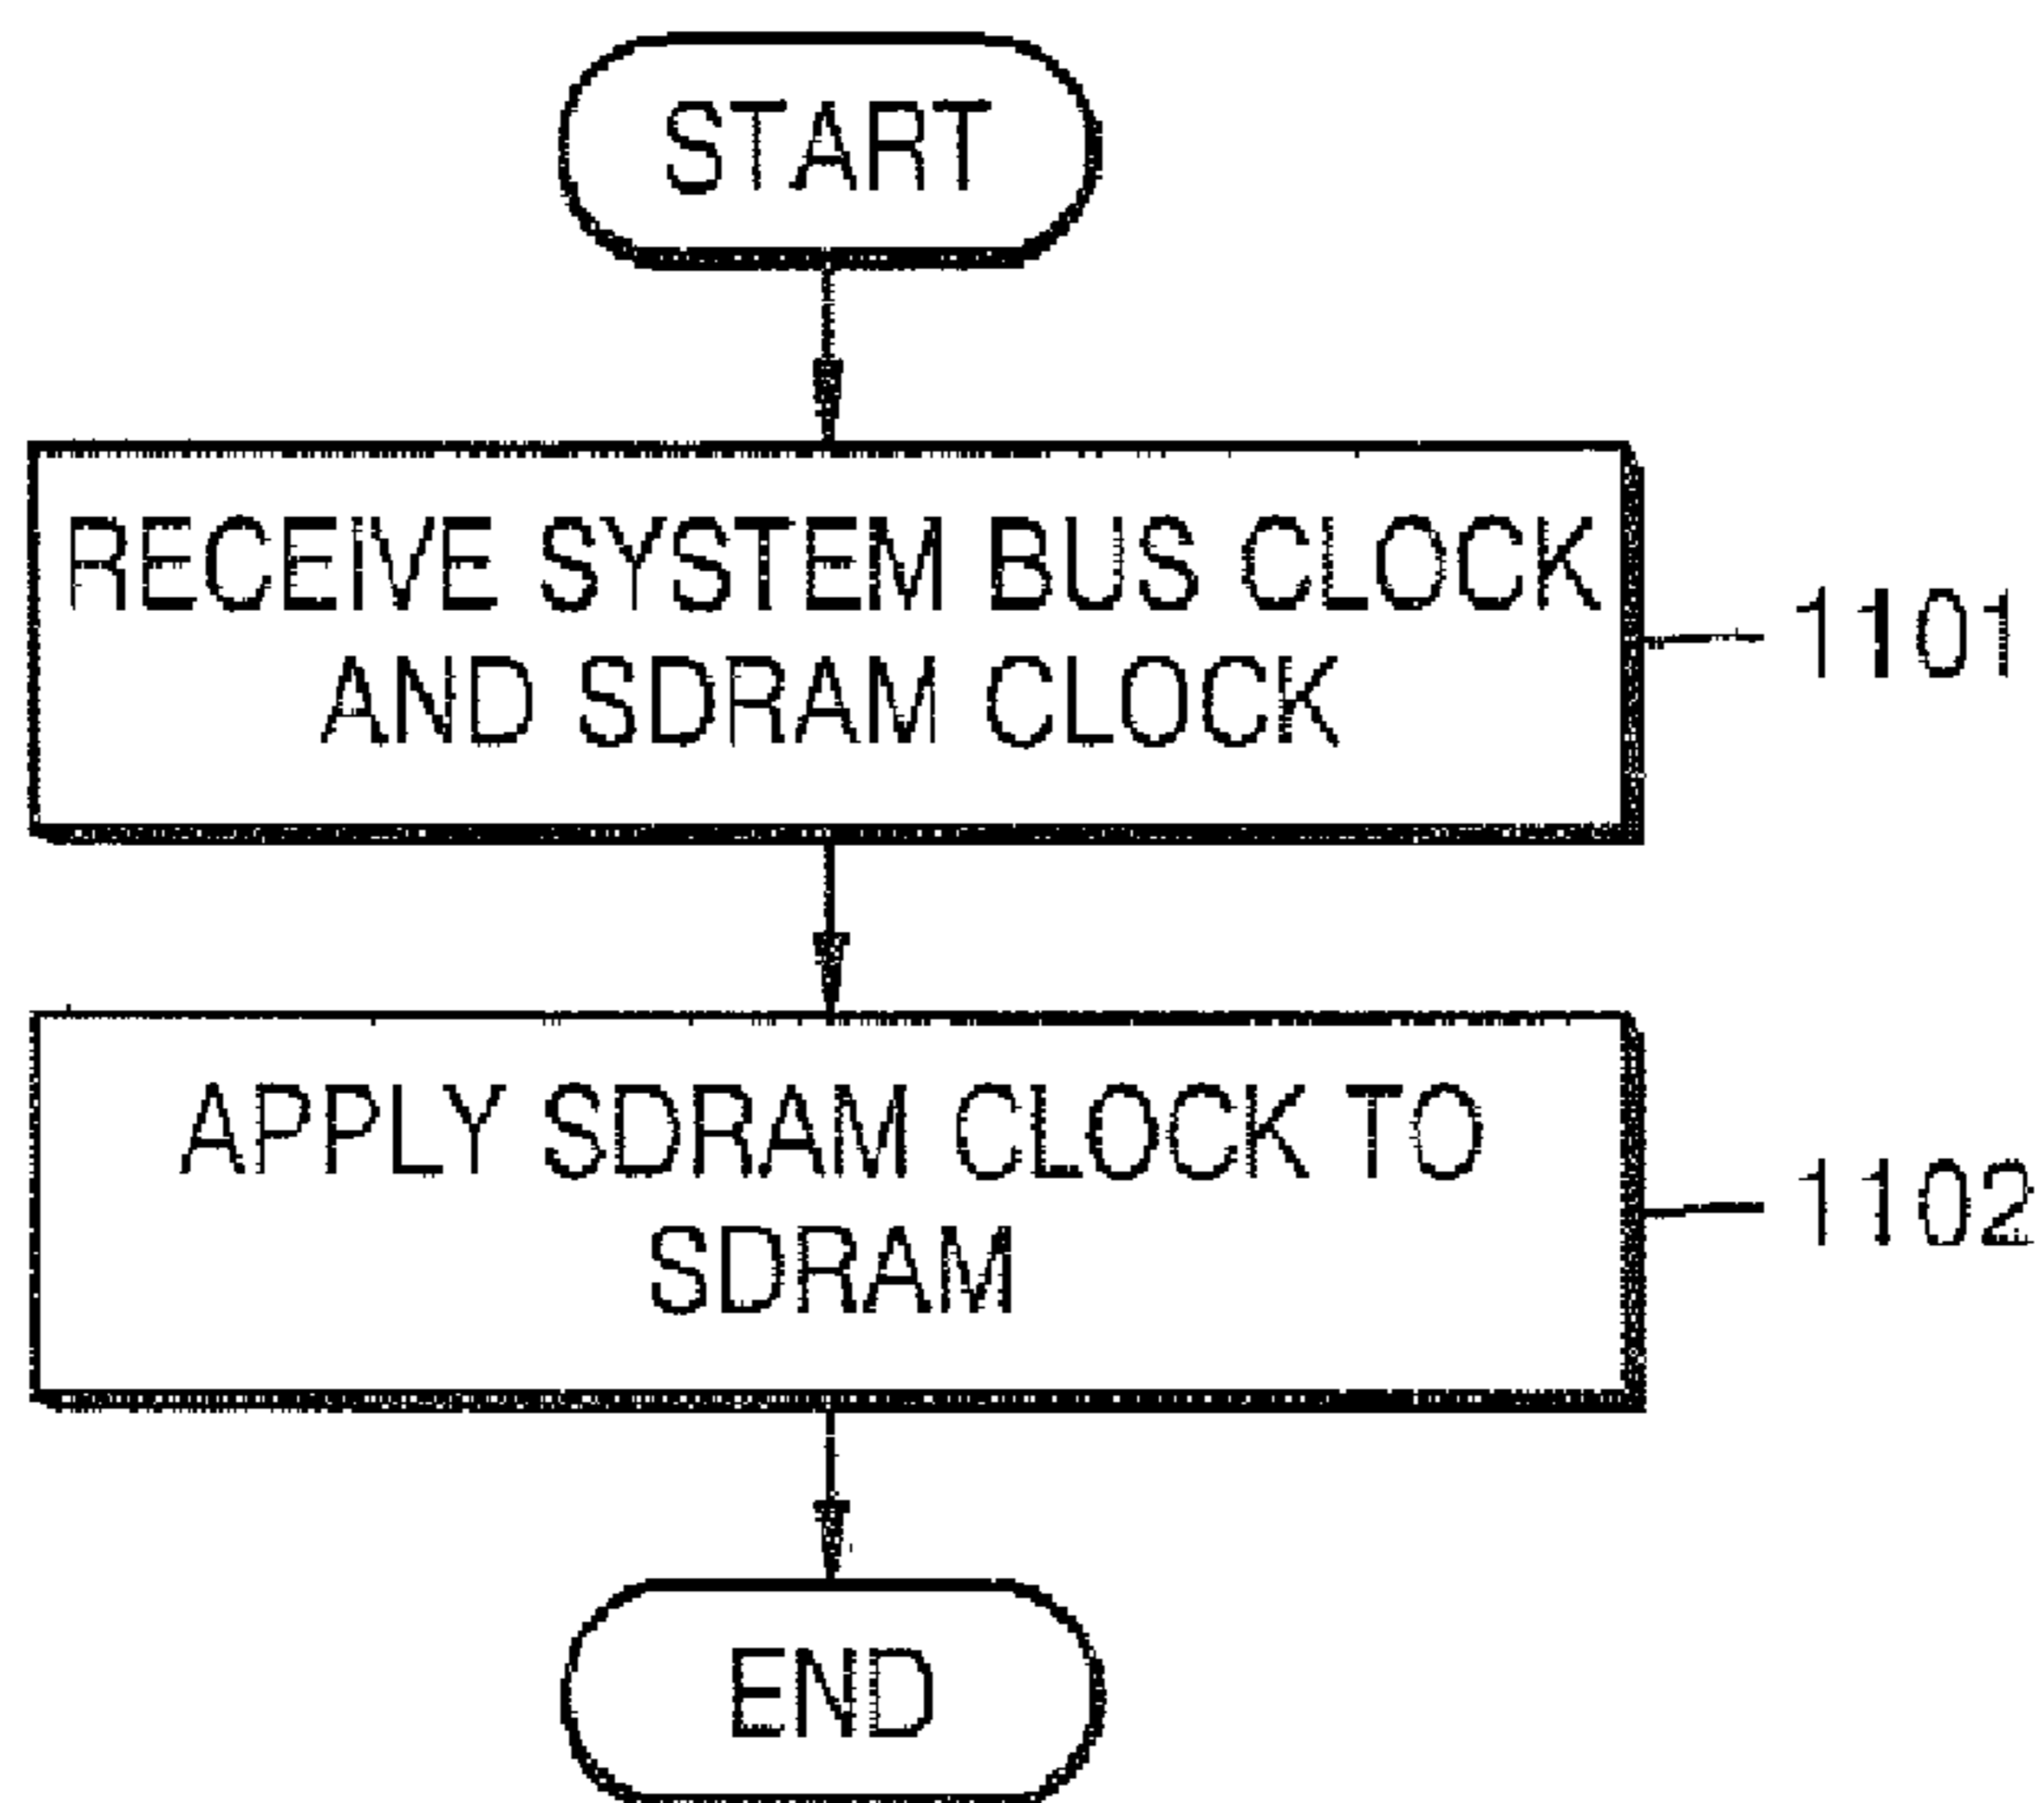 START
RECEIVE SYSTEM BUS CLOCK
AND SDRAM CLOCK
1101
APPLY SDRAM CLOCK TO
SDRAM
1102
END